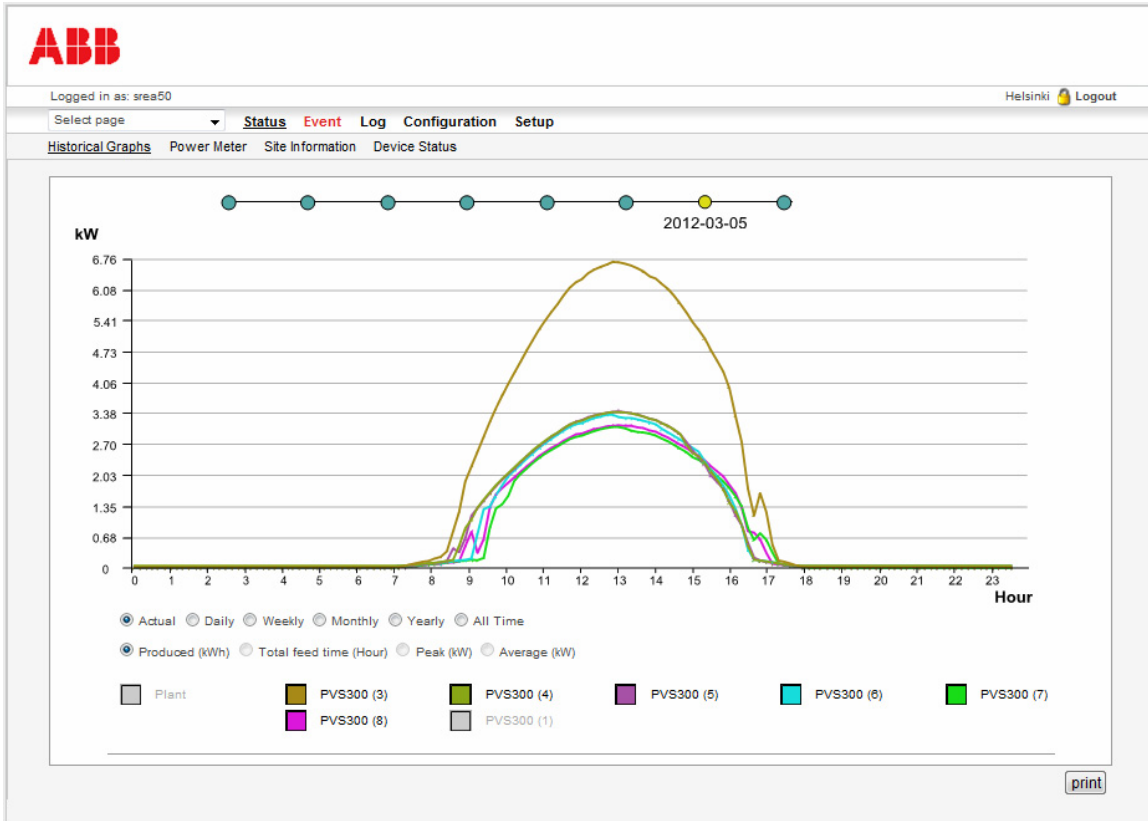 ABB
Logged in as: srea50
Helsinki Logout
Select page Status Event Log Configuration Setup
Historical Graphs Power Meter Site Information Device Status
2012-03-05
kW
6.76
6.08
5.41
4.73
4.06
3.38
2.70
2.03
1.35
0.68
0
0 1 2 3 4 5 6 7 8 9 10 11 12 13 14 15 16 17 18 19 20 21 22 23
Hour
Actual Daily Weekly Monthly Yearly All Time
Produced (kWh) Total feed time (Hour) Peak (kW) Average (kW)
Plant PVS300 (3) PVS300 (4) PVS300 (5) PVS300 (6) PVS300 (7)
PVS300 (8) PVS300 (1)
print